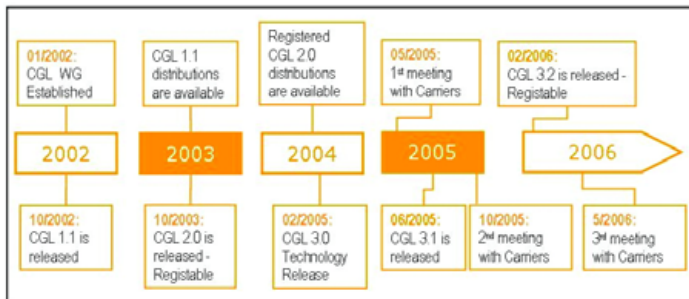 01/2002:
CGL WG
Established
CGL 1.1
distributions
are available
Registered
CGL 2.0
distributions
are available
05/2005:
1st meeting
with Carriers
02/2006:
CGL 3.2 is released -
Registable
2002
2003
2004
2005
2006
10/2002:
CGL 1.1 is
released
10/2003:
CGL 2.0 is
released -
Registable
02/2005:
CGL 3.0
Technology
Release
06/2005:
CGL 3.1 is
released
10/2005:
2nd meeting
with Carriers
5/2006:
3rd meeting
with Carriers